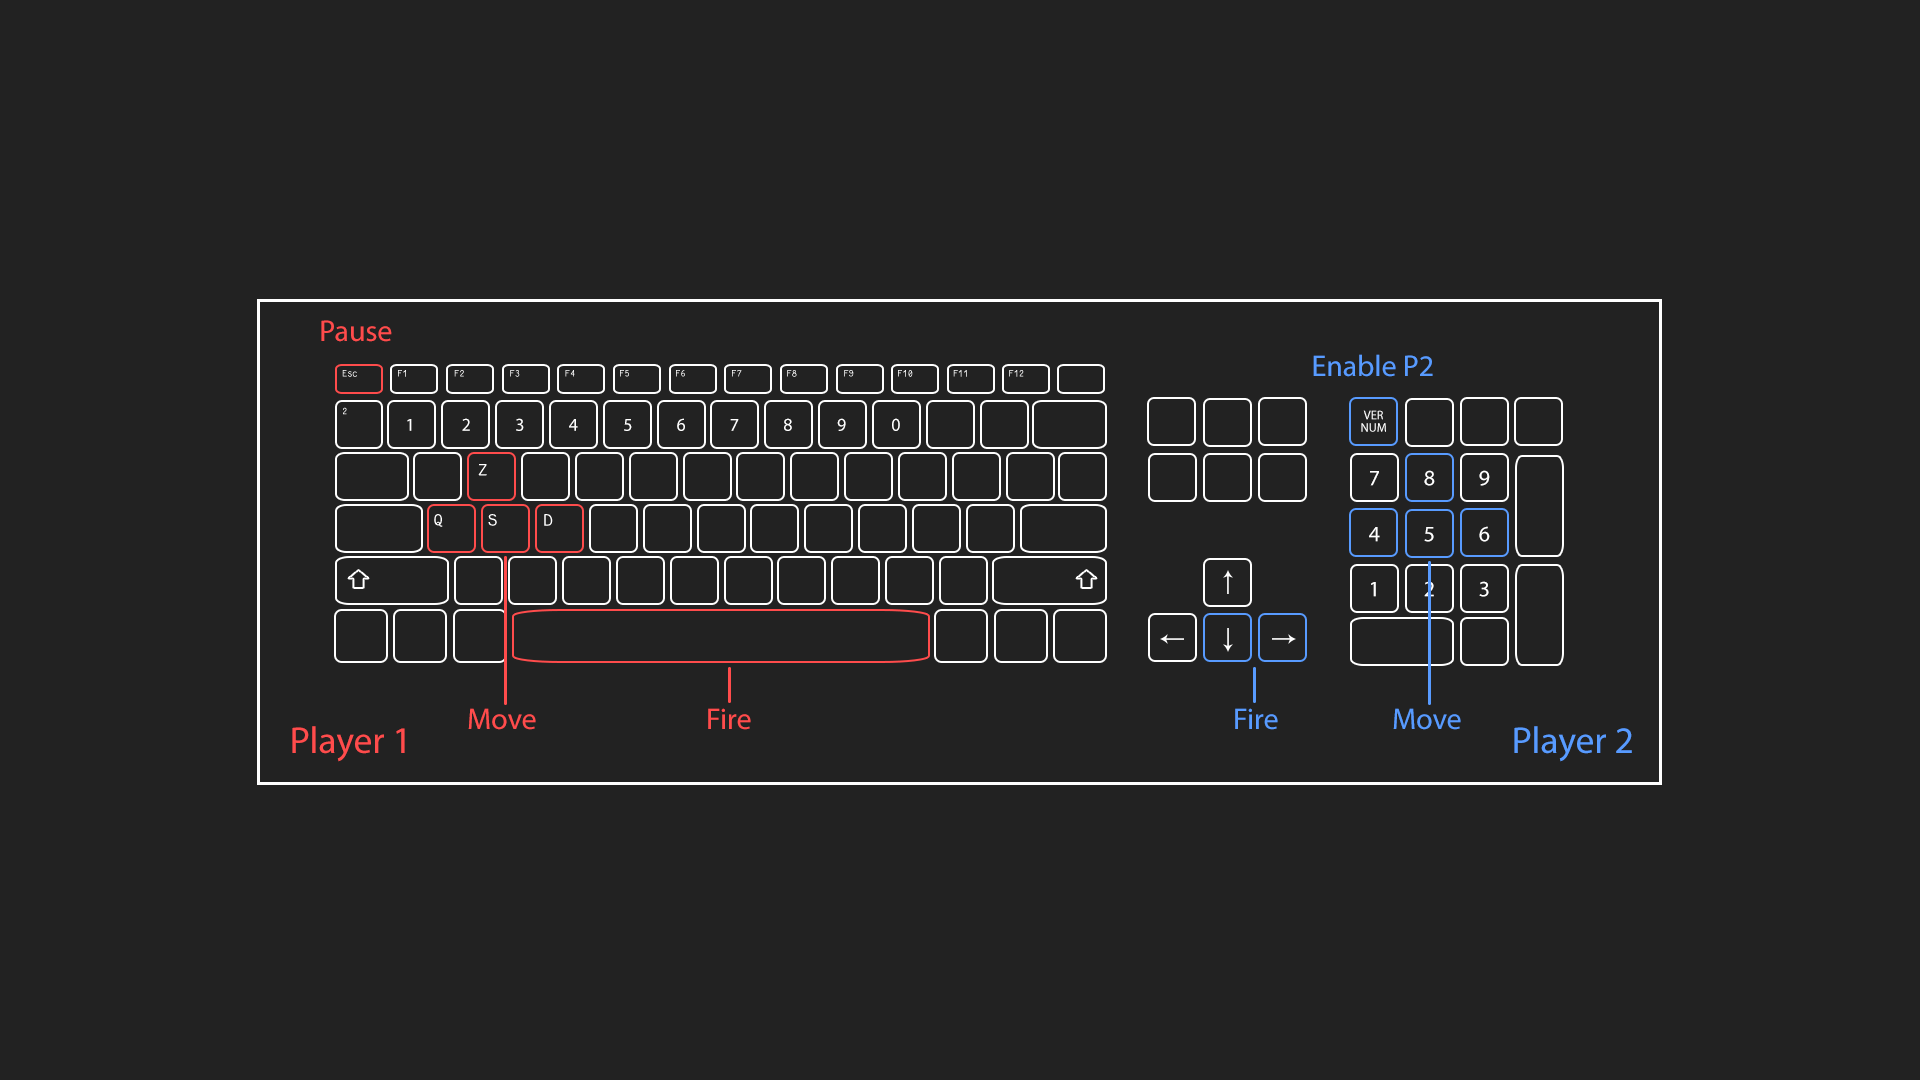 Pause
Enable P2
Esc F1 F2 F3 F4 F5 F6 F7 F8 F9 F10 F11 F12
2 1 2 3 4 5 6 7 8 9 0
VER
NUM
Z
7 8 9
Q S D
4 5 6
⇧ ⇧
↑
1 2 3
← ↓ →
Move
Fire
Fire
Move
Player 1
Player 2